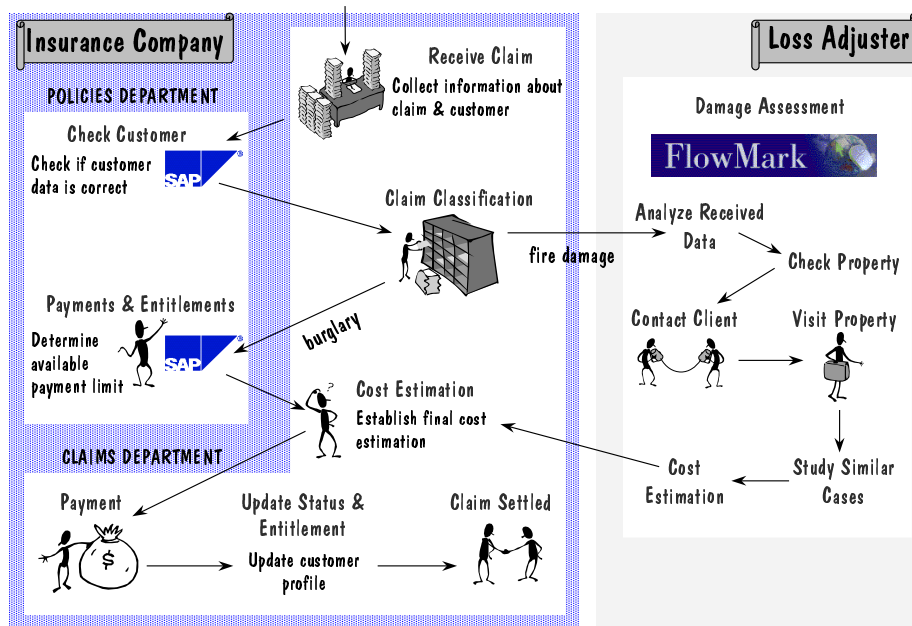 Insurance Company
Loss Adjuster
POLICIES DEPARTMENT
Receive Claim
Collect information about
claim & customer
Check Customer
Check if customer
data is correct
SAP
®
Claim Classification
fire damage
burglary
Payments & Entitlements
Determine
available
payment limit
SAP
®
?
Cost Estimation
Establish final cost
estimation
CLAIMS DEPARTMENT
Payment
$
Update Status &
Entitlement
Update customer
profile
Claim Settled
Damage Assessment
FlowMark
Analyze Received
Data
Check Property
Contact Client
Visit Property
Study Similar
Cases
Cost
Estimation